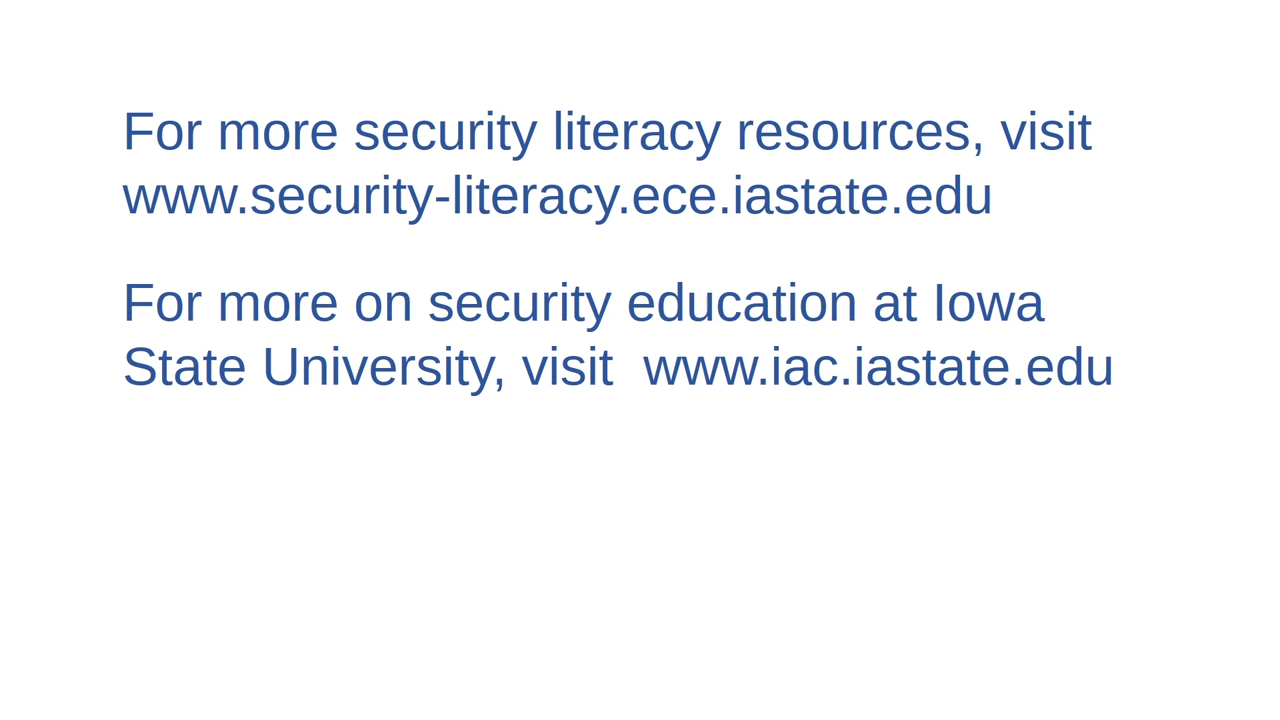 For more security literacy resources, visit
www.security-literacy.ece.iastate.edu
For more on security education at Iowa
State University, visit  www.iac.iastate.edu